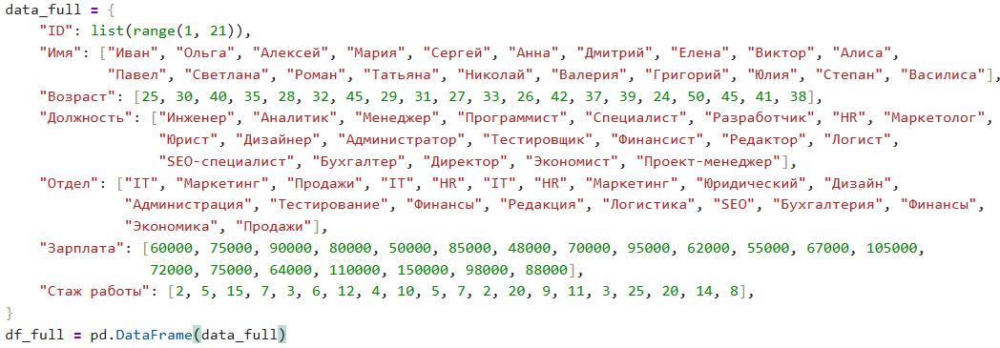 data_full = {
    "ID": list(range(1, 21)),
    "Имя": ["Иван", "Ольга", "Алексей", "Мария", "Сергей", "Анна", "Дмитрий", "Елена", "Виктор", "Алиса",
            "Павел", "Светлана", "Роман", "Татьяна", "Николай", "Валерия", "Григорий", "Юлия", "Степан", "Василиса"],
    "Возраст": [25, 30, 40, 35, 28, 32, 45, 29, 31, 27, 33, 26, 42, 37, 39, 24, 50, 45, 41, 38],
    "Должность": ["Инженер", "Аналитик", "Менеджер", "Программист", "Специалист", "Разработчик", "HR", "Маркетолог",
                  "Юрист", "Дизайнер", "Администратор", "Тестировщик", "Финансист", "Редактор", "Логист",
                  "SEO-специалист", "Бухгалтер", "Директор", "Экономист", "Проект-менеджер"],
    "Отдел": ["IT", "Маркетинг", "Продажи", "IT", "HR", "IT", "HR", "Маркетинг", "Юридический", "Дизайн",
              "Администрация", "Тестирование", "Финансы", "Редакция", "Логистика", "SEO", "Бухгалтерия", "Финансы",
              "Экономика", "Продажи"],
    "Зарплата": [60000, 75000, 90000, 80000, 50000, 85000, 48000, 70000, 95000, 62000, 55000, 67000, 105000,
                 72000, 75000, 64000, 110000, 150000, 98000, 88000],
    "Стаж работы": [2, 5, 15, 7, 3, 6, 12, 4, 10, 5, 7, 2, 20, 9, 11, 3, 25, 20, 14, 8],
}
df_full = pd.DataFrame(data_full)